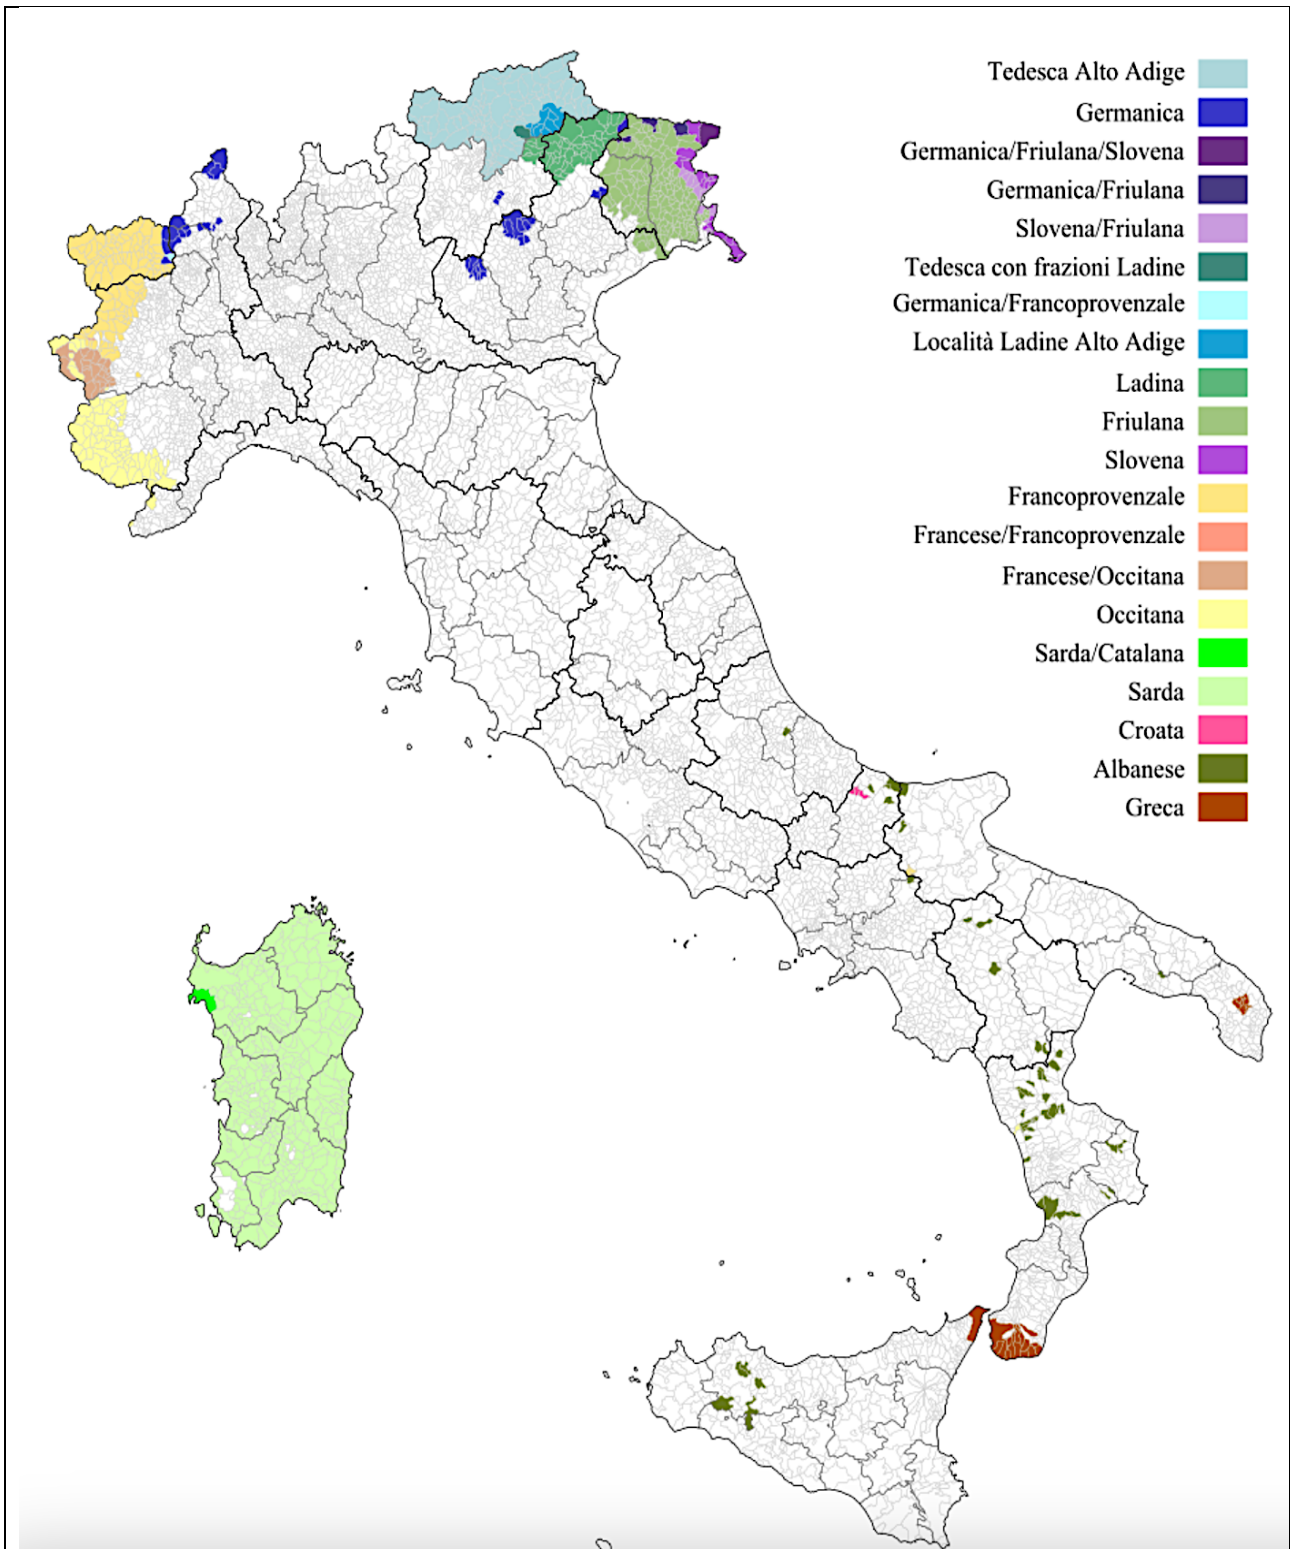 Tedesca Alto Adige
Germanica
Germanica/Friulana/Slovena
Germanica/Friulana
Slovena/Friulana
Tedesca con frazioni Ladine
Germanica/Francoprovenzale
Località Ladine Alto Adige
Ladina
Friulana
Slovena
Francoprovenzale
Francese/Francoprovenzale
Francese/Occitana
Occitana
Sarda/Catalana
Sarda
Croata
Albanese
Greca